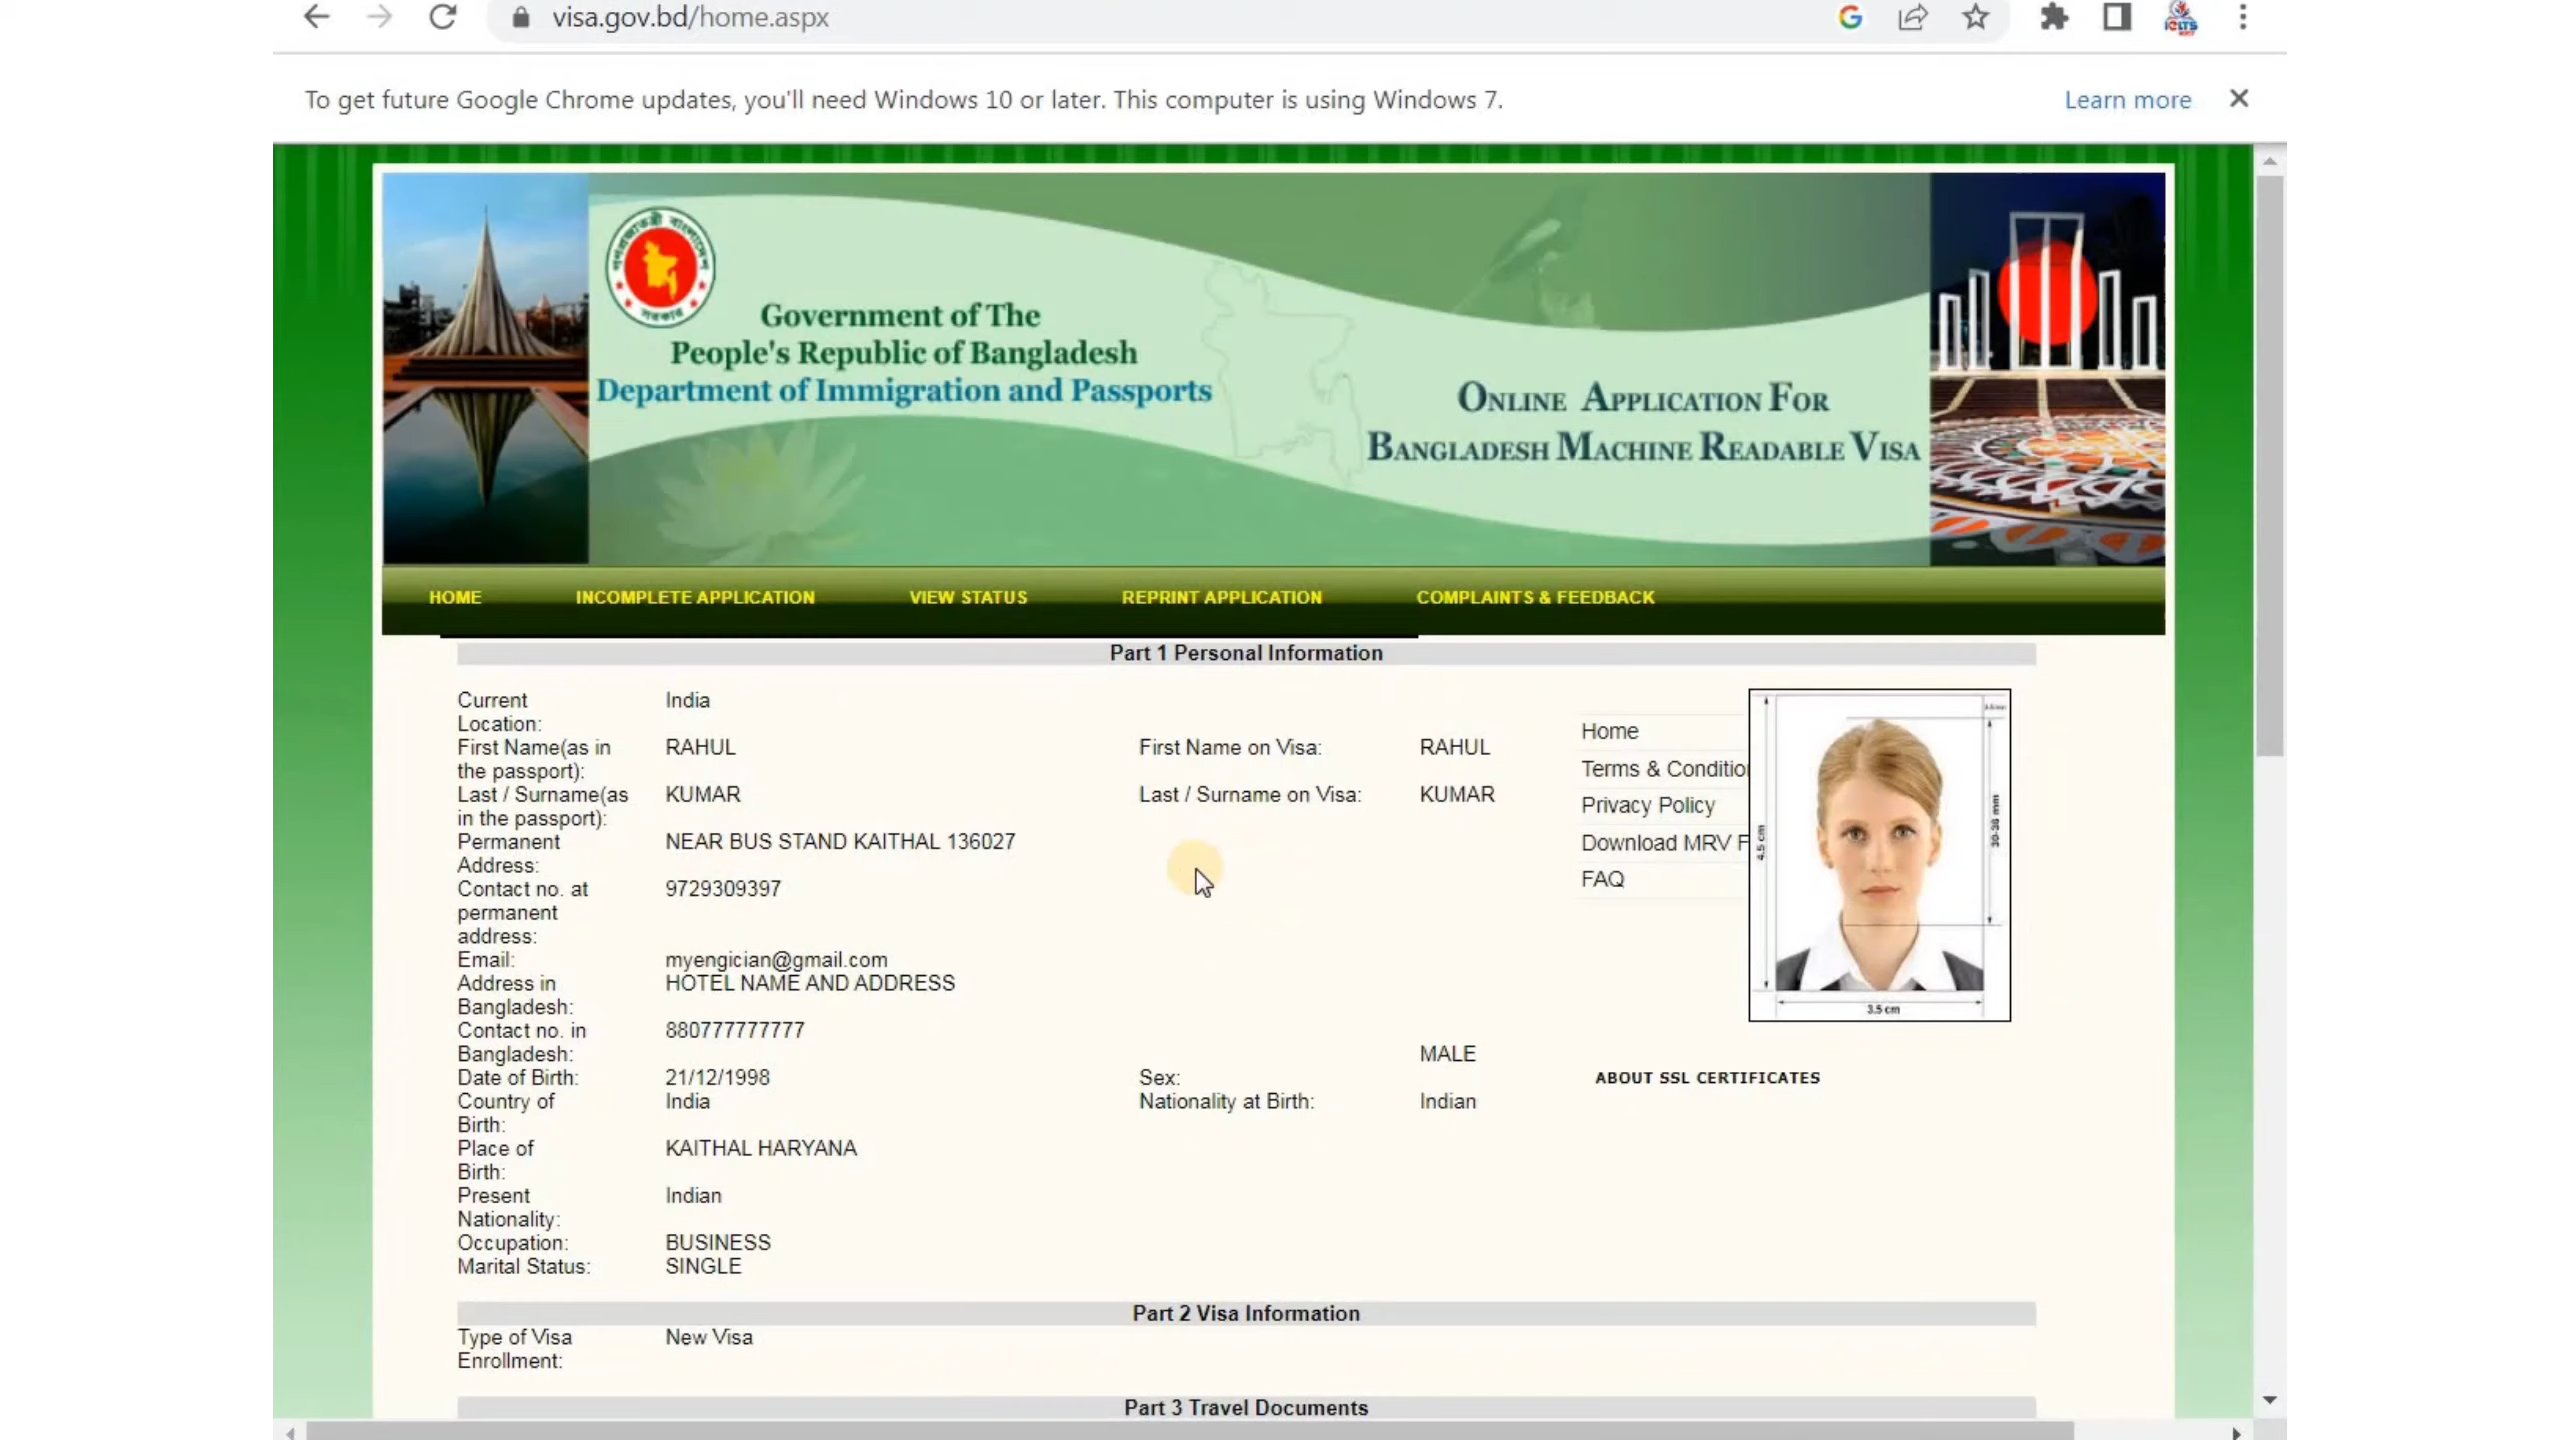 visa.gov.bd/home.aspx
To get future Google Chrome updates, you'll need Windows 10 or later. This computer is using Windows 7.
Learn more
Government of The
People's Republic of Bangladesh
Department of Immigration and Passports
ONLINE APPLICATION FOR
BANGLADESH MACHINE READABLE VISA
HOME INCOMPLETE APPLICATION VIEW STATUS REPRINT APPLICATION COMPLAINTS & FEEDBACK
Part 1 Personal Information
Current Location: India
First Name(as in the passport): RAHUL First Name on Visa: RAHUL
Last / Surname(as in the passport): KUMAR Last / Surname on Visa: KUMAR
Permanent Address: NEAR BUS STAND KAITHAL 136027
Contact no. at permanent address: 9729309397
Email: myengician@gmail.com
Address in Bangladesh: HOTEL NAME AND ADDRESS
Contact no. in Bangladesh: 880777777777
MALE
Date of Birth: 21/12/1998 Sex:
Country of Birth: India Nationality at Birth: Indian
Place of Birth: KAITHAL HARYANA
Present Nationality: Indian
Occupation: BUSINESS
Marital Status: SINGLE
Home
Terms & Conditio
Privacy Policy
Download MRV F
FAQ
4.5 cm
30-36 mm
3.5 cm
ABOUT SSL CERTIFICATES
Part 2 Visa Information
Type of Visa Enrollment: New Visa
Part 3 Travel Documents